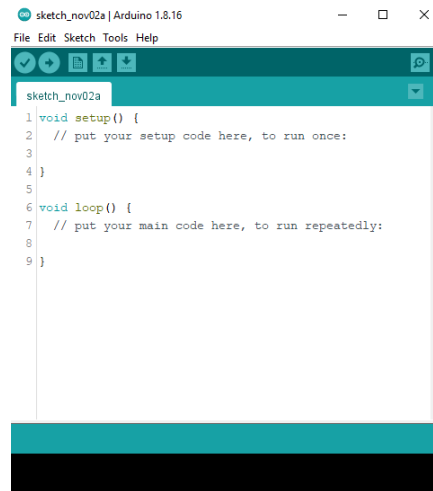 sketch_nov02a | Arduino 1.8.16
File Edit Sketch Tools Help
sketch_nov02a
1 void setup() {
2   // put your setup code here, to run once:
3
4 }
5
6 void loop() {
7   // put your main code here, to run repeatedly:
8
9 }